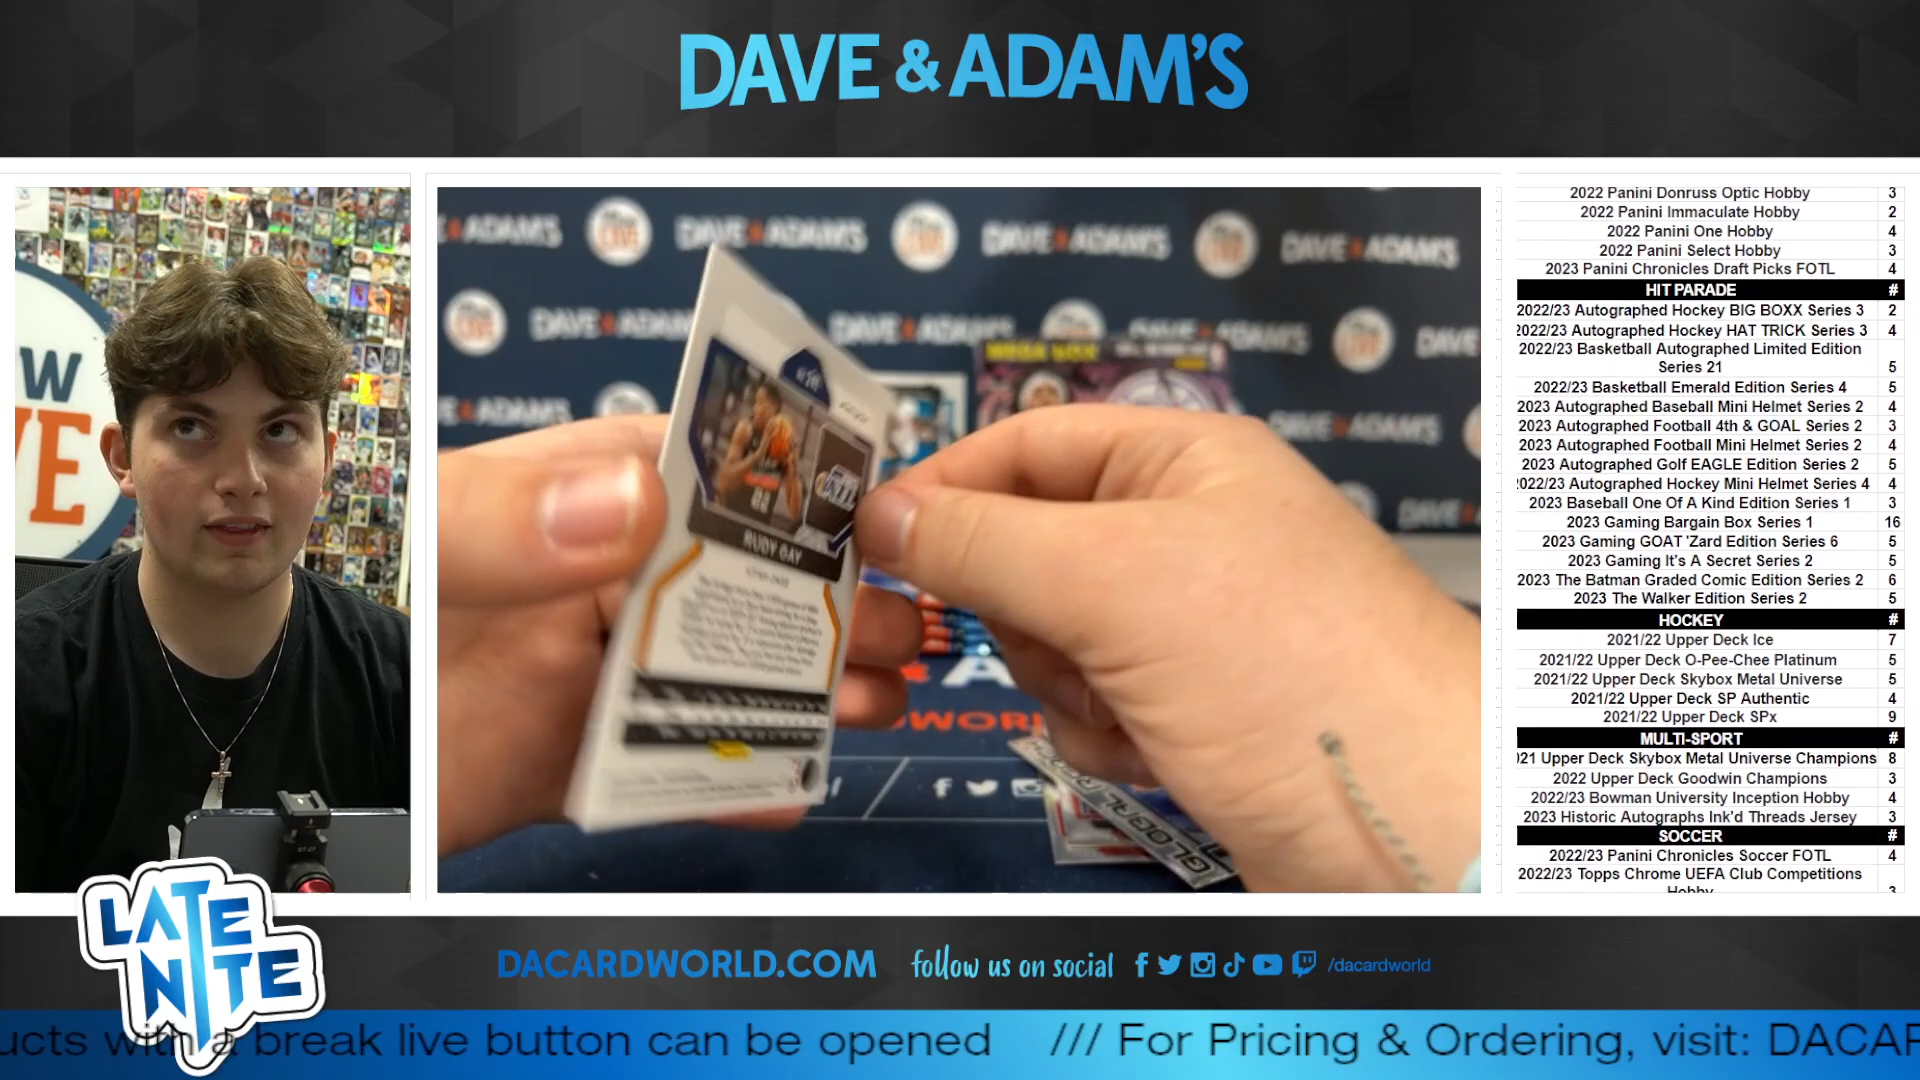 DAVE & ADAM'S
2022 Panini Donruss Optic Hobby 3
2022 Panini Immaculate Hobby 2
2022 Panini One Hobby 4
2022 Panini Select Hobby 3
2023 Panini Chronicles Draft Picks FOTL 4
HIT PARADE #
2022/23 Autographed Hockey BIG BOXX Series 3 2
2022/23 Autographed Hockey HAT TRICK Series 3 4
2022/23 Basketball Autographed Limited Edition
Series 21 5
2022/23 Basketball Emerald Edition Series 4 5
2023 Autographed Baseball Mini Helmet Series 2 4
2023 Autographed Football 4th & GOAL Series 2 3
2023 Autographed Football Mini Helmet Series 2 4
2023 Autographed Golf EAGLE Edition Series 2 5
2022/23 Autographed Hockey Mini Helmet Series 4 4
2023 Baseball One Of A Kind Edition Series 1 3
2023 Gaming Bargain Box Series 1 16
2023 Gaming GOAT 'Zard Edition Series 6 5
2023 Gaming It's A Secret Series 2 5
2023 The Batman Graded Comic Edition Series 2 6
2023 The Walker Edition Series 2 5
HOCKEY #
2021/22 Upper Deck Ice 7
2021/22 Upper Deck O-Pee-Chee Platinum 5
2021/22 Upper Deck Skybox Metal Universe 5
2021/22 Upper Deck SP Authentic 4
2021/22 Upper Deck SPx 9
MULTI-SPORT #
21 Upper Deck Skybox Metal Universe Champions 8
2022 Upper Deck Goodwin Champions 3
2022/23 Bowman University Inception Hobby 4
2023 Historic Autographs Ink'd Threads Jersey 3
SOCCER #
2022/23 Panini Chronicles Soccer FOTL 4
2022/23 Topps Chrome UEFA Club Competitions
Hobby 3
DAVE & ADAM'S
MEGA BOX
JAZZ
RUDY GAY
GLOBAL
LATE
NITE
DACARDWORLD.COM follow us on social /dacardworld
ucts with a break live button can be opened /// For Pricing & Ordering, visit: DACAR